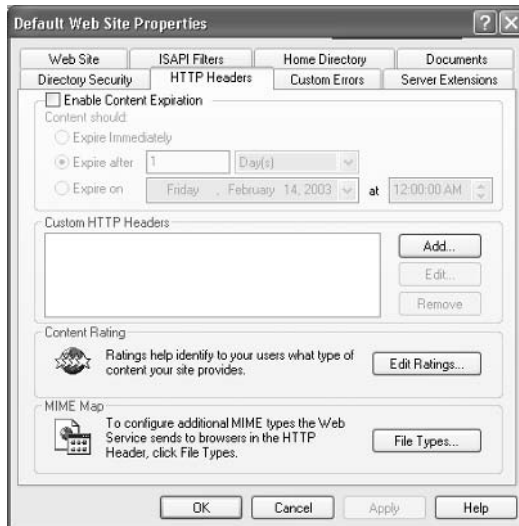 Default Web Site Properties
Web Site ISAPI Filters Home Directory Documents
Directory Security HTTP Headers Custom Errors Server Extensions
Enable Content Expiration
Content should:
Expire Immediately
Expire after 1 Day(s)
Expire on Friday , February 14, 2003 at 12:00:00 AM
Custom HTTP Headers
Add...
Edit...
Remove
Content Rating
Ratings help identify to your users what type of
content your site provides.
Edit Ratings...
MIME Map
To configure additional MIME types the Web
Service sends to browsers in the HTTP
Header, click File Types.
File Types...
OK Cancel Apply Help